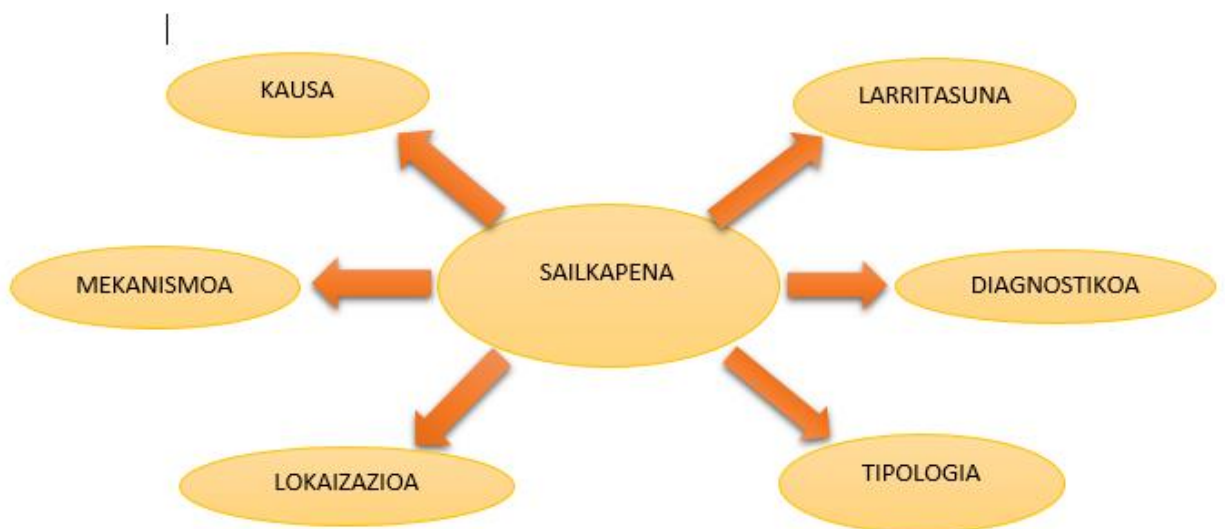 KAUSA
LARRITASUNA
SAILKAPENA
MEKANISMOA
DIAGNOSTIKOA
LOKAIZAZIOA
TIPOLOGIA